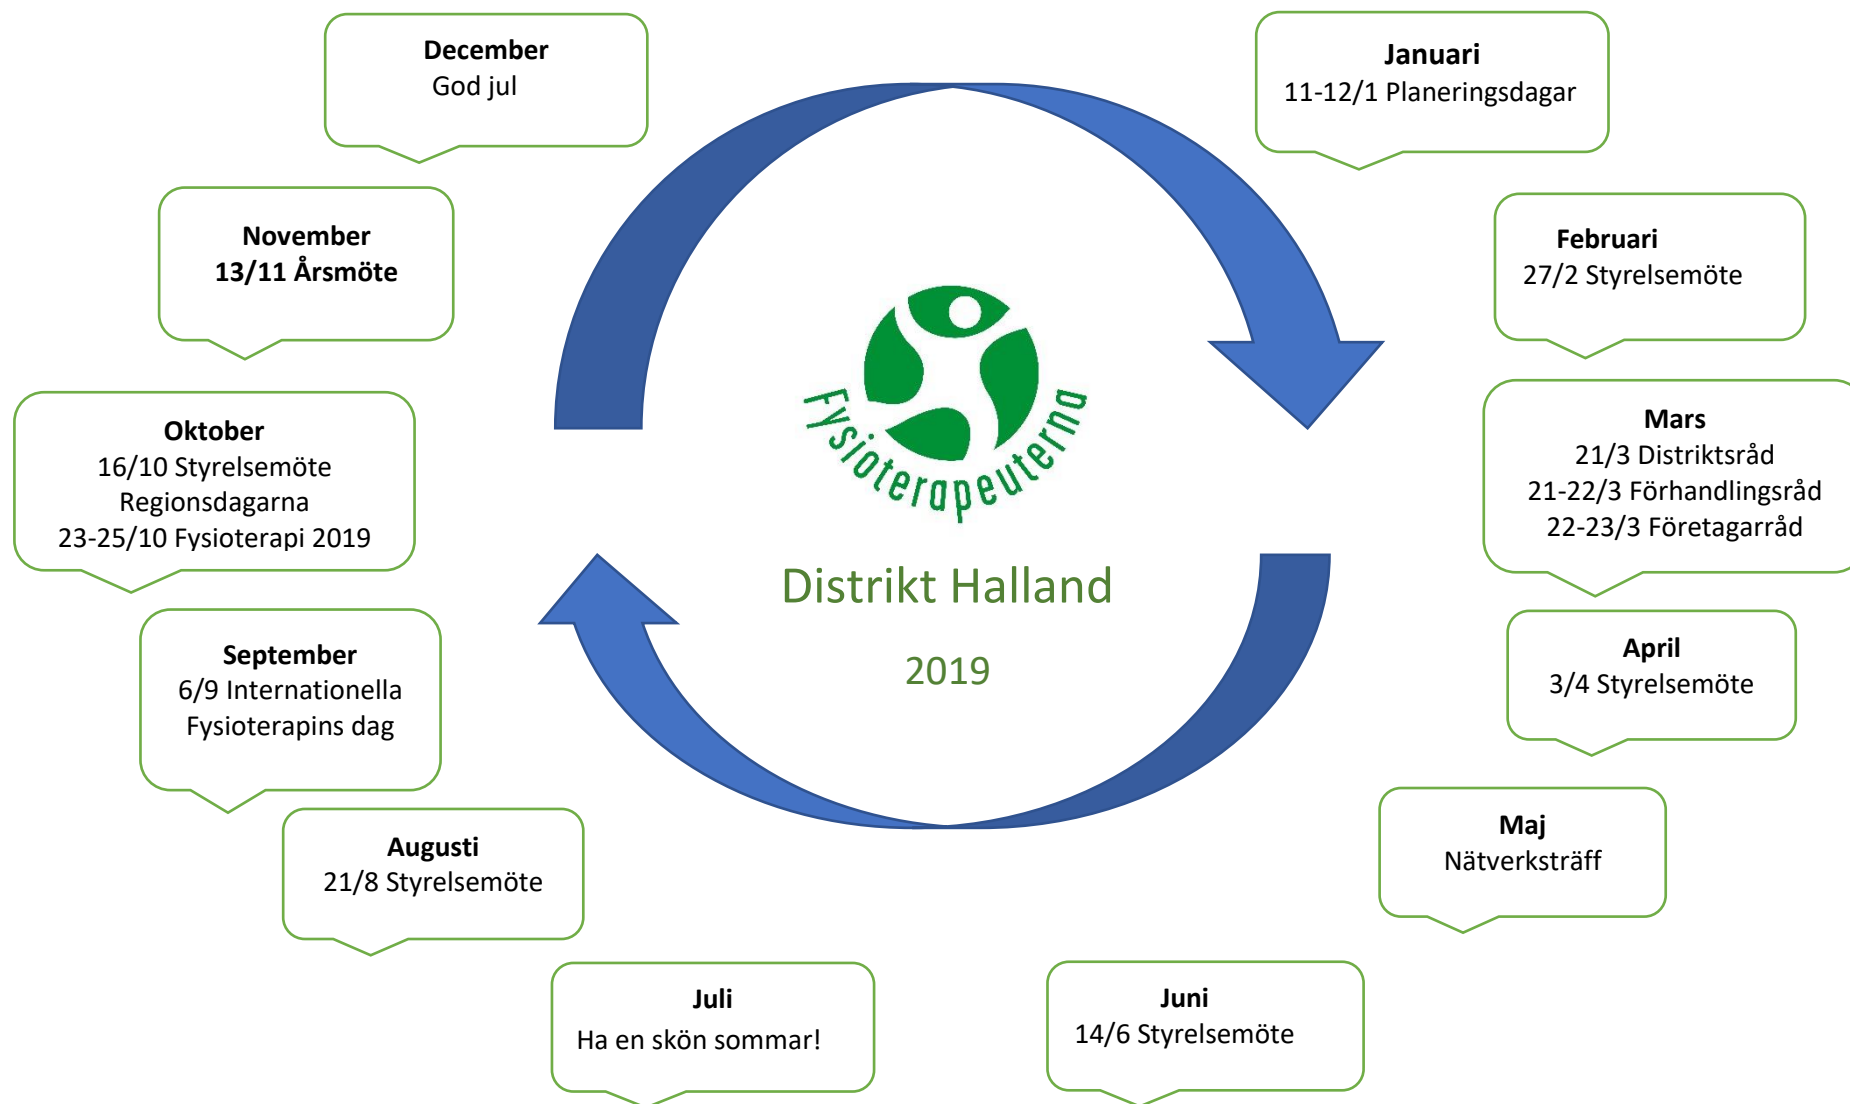 Januari
11-12/1 Planeringsdagar
Februari
27/2 Styrelsemöte
Mars
21/3 Distriktsråd
21-22/3 Förhandlingsråd
22-23/3 Företagarråd
April
3/4 Styrelsemöte
Maj
Nätverksträff
Juni
14/6 Styrelsemöte
Juli
Ha en skön sommar!
Augusti
21/8 Styrelsemöte
September
6/9 Internationella
Fysioterapins dag
Oktober
16/10 Styrelsemöte
Regionsdagarna
23-25/10 Fysioterapi 2019
November
13/11 Årsmöte
December
God jul
Fysioterapeuterna
Distrikt Halland
2019